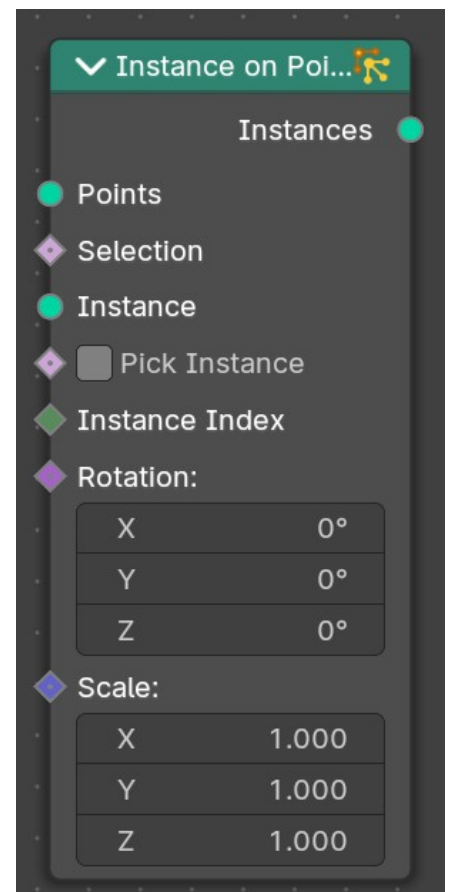 Instance on Poi...
Instances
Points
Selection
Instance
Pick Instance
Instance Index
Rotation:
X 0°
Y 0°
Z 0°
Scale:
X 1.000
Y 1.000
Z 1.000